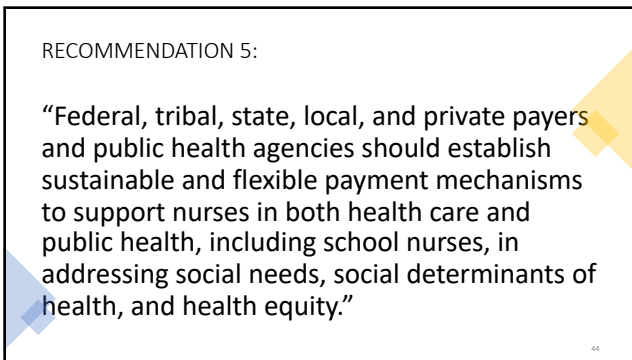 RECOMMENDATION 5:
“Federal, tribal, state, local, and private payers
and public health agencies should establish
sustainable and flexible payment mechanisms
to support nurses in both health care and
public health, including school nurses, in
addressing social needs, social determinants of
health, and health equity.”
44